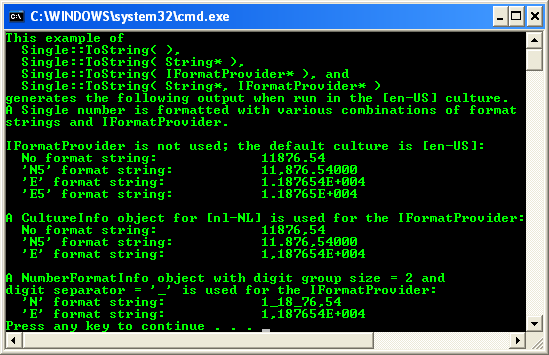 C:\WINDOWS\system32\cmd.exe
This example of
Single::ToString( ),
Single::ToString( String* ),
Single::ToString( IFormatProvider* ), and
Single::ToString( String*, IFormatProvider* )
generates the following output when run in the [en-US] culture.
A Single number is formatted with various combinations of format
strings and IFormatProvider.
IFormatProvider is not used; the default culture is [en-US]:
No format string: 11876.54
'N5' format string: 11,876.54000
'E' format string: 1.187654E+004
'E5' format string: 1.18765E+004
A CultureInfo object for [nl-NL] is used for the IFormatProvider:
No format string: 11876,54
'N5' format string: 11.876,54000
'E' format string: 1,187654E+004
A NumberFormatInfo object with digit group size = 2 and
digit separator = '_' is used for the IFormatProvider:
'N' format string: 1_18_76,54
'E' format string: 1,187654E+004
Press any key to continue . . .